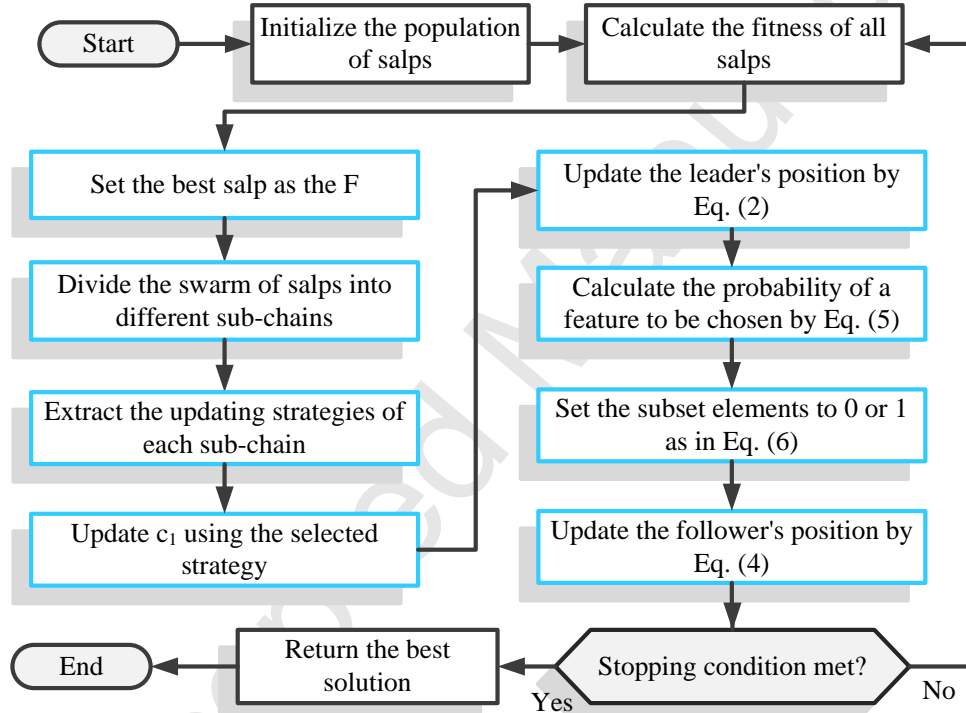 Start
Initialize the population
of salps
Calculate the fitness of all
salps
Set the best salp as the F
Divide the swarm of salps into
different sub-chains
Extract the updating strategies of
each sub-chain
Update c₁ using the selected
strategy
Update the leader's position by
Eq. (2)
Calculate the probability of a
feature to be chosen by Eq. (5)
Set the subset elements to 0 or 1
as in Eq. (6)
Update the follower's position by
Eq. (4)
Stopping condition met?
No
Yes
Return the best
solution
End